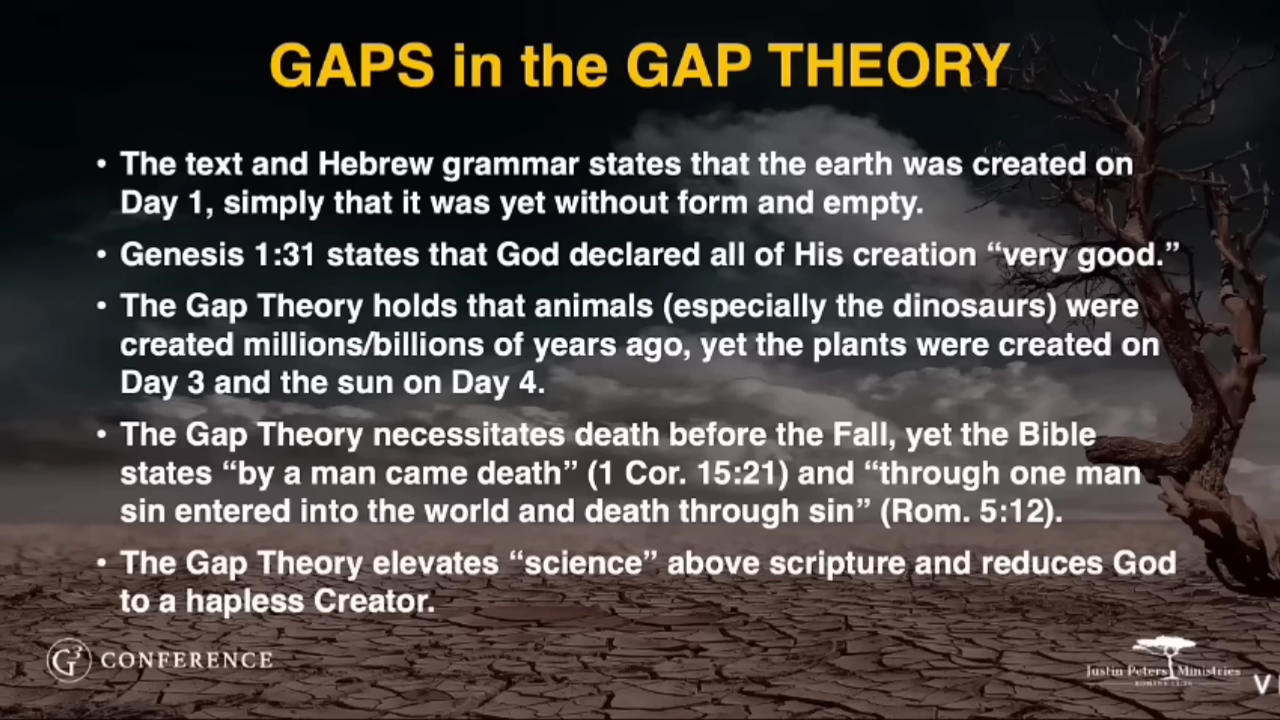 GAPS in the GAP THEORY
• The text and Hebrew grammar states that the earth was created on
Day 1, simply that it was yet without form and empty.
• Genesis 1:31 states that God declared all of His creation “very good.”
• The Gap Theory holds that animals (especially the dinosaurs) were
created millions/billions of years ago, yet the plants were created on
Day 3 and the sun on Day 4.
• The Gap Theory necessitates death before the Fall, yet the Bible
states “by a man came death” (1 Cor. 15:21) and “through one man
sin entered into the world and death through sin” (Rom. 5:12).
• The Gap Theory elevates “science” above scripture and reduces God
to a hapless Creator.
G3 CONFERENCE
Justin Peters Ministries